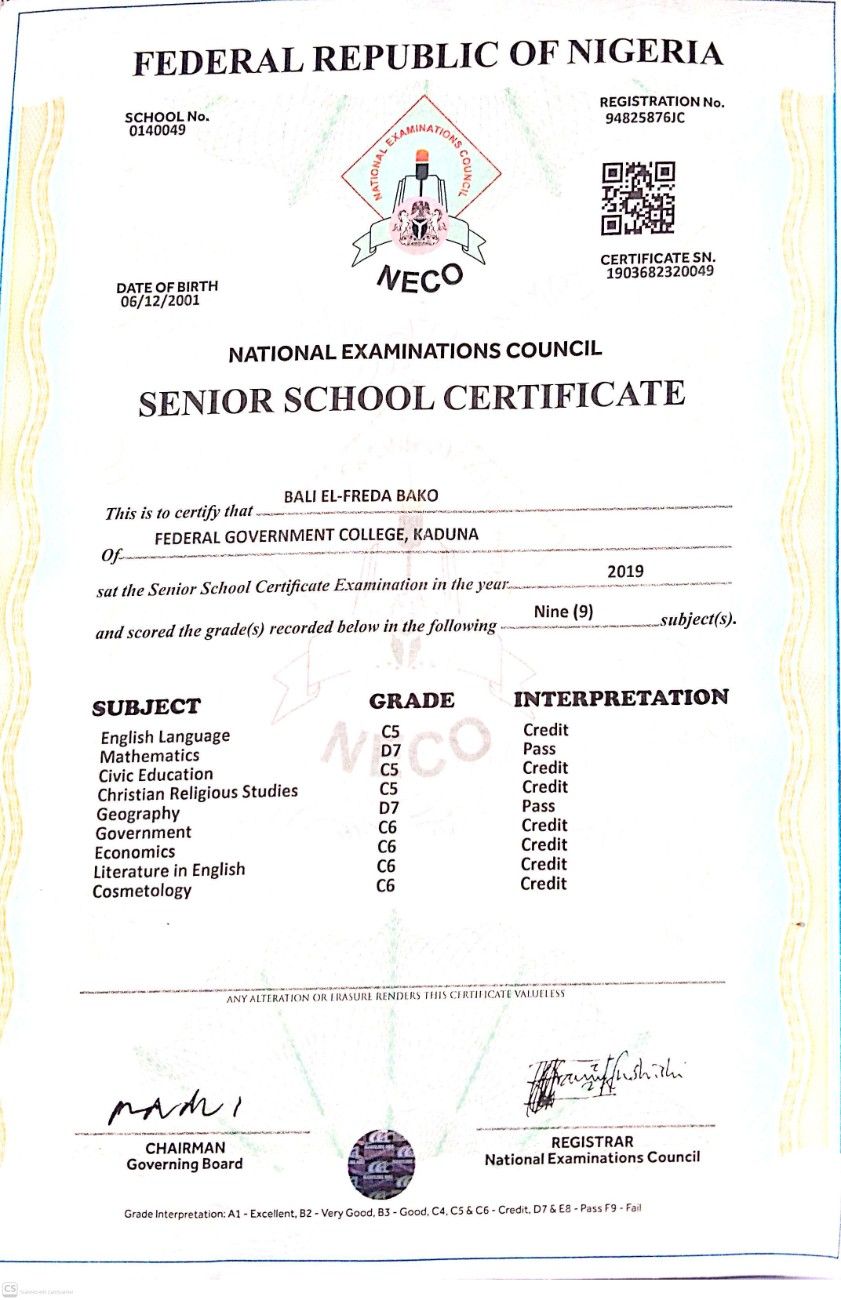 FEDERAL REPUBLIC OF NIGERIA
SCHOOL No.
0140049
REGISTRATION No.
94825876JC
NATIONAL EXAMINATIONS COUNCIL
NECO
CERTIFICATE SN.
1903682320049
DATE OF BIRTH
06/12/2001
NATIONAL EXAMINATIONS COUNCIL
SENIOR SCHOOL CERTIFICATE
This is to certify that BALI EL-FREDA BAKO
Of FEDERAL GOVERNMENT COLLEGE, KADUNA
sat the Senior School Certificate Examination in the year 2019
and scored the grade(s) recorded below in the following Nine (9) subject(s).
SUBJECT GRADE INTERPRETATION
English Language C5 Credit
Mathematics D7 Pass
Civic Education C5 Credit
Christian Religious Studies C5 Credit
Geography D7 Pass
Government C6 Credit
Economics C6 Credit
Literature in English C6 Credit
Cosmetology C6 Credit
NECO
ANY ALTERATION OR ERASURE RENDERS THIS CERTIFICATE VALUELESS
CHAIRMAN
Governing Board
REGISTRAR
National Examinations Council
Grade Interpretation: A1 - Excellent, B2 - Very Good, B3 - Good, C4, C5 & C6 - Credit, D7 & E8 - Pass F9 - Fail
CS